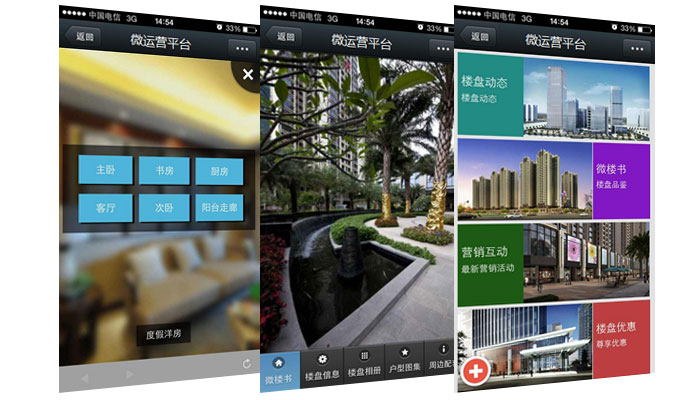 中国电信 3G 14:54 33%
返回 微运营平台
主卧 书房 厨房
客厅 次卧 阳台走廊
度假洋房
中国电信 3G 14:54 33%
返回 微运营平台
微楼书 楼盘信息 楼盘相册 户型图集 周边配
中国电信 3G 14:54 33%
返回 微运营平台
楼盘动态
楼盘动态
微楼书
楼盘品鉴
营销互动
最新营销活动
楼盘优惠
尊享优惠